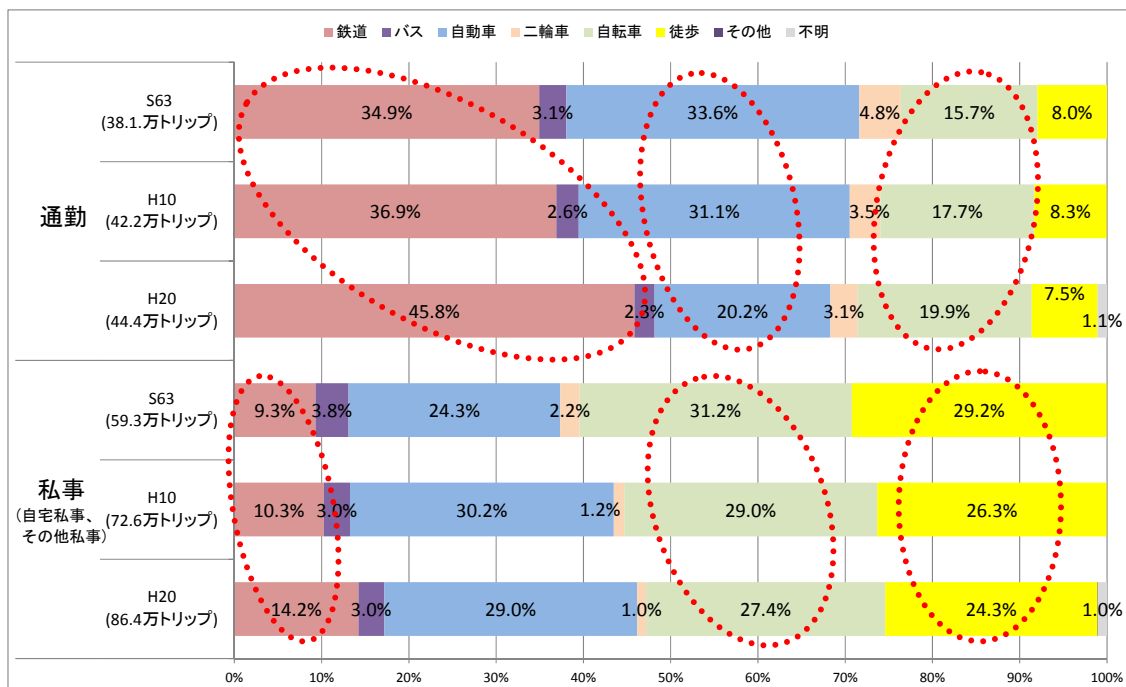 鉄道 バス 自動車 二輪車 自転車 徒歩 その他 不明
通勤
S63
(38.1.万トリップ)
34.9% 3.1% 33.6% 4.8% 15.7% 8.0%
H10
(42.2万トリップ)
36.9% 2.6% 31.1% 3.5% 17.7% 8.3%
H20
(44.4万トリップ)
45.8% 2.3% 20.2% 3.1% 19.9% 7.5% 1.1%
私事
(自宅私事、
その他私事)
S63
(59.3万トリップ)
9.3% 3.8% 24.3% 2.2% 31.2% 29.2%
H10
(72.6万トリップ)
10.3% 3.0% 30.2% 1.2% 29.0% 26.3%
H20
(86.4万トリップ)
14.2% 3.0% 29.0% 1.0% 27.4% 24.3% 1.0%
0% 10% 20% 30% 40% 50% 60% 70% 80% 90% 100%